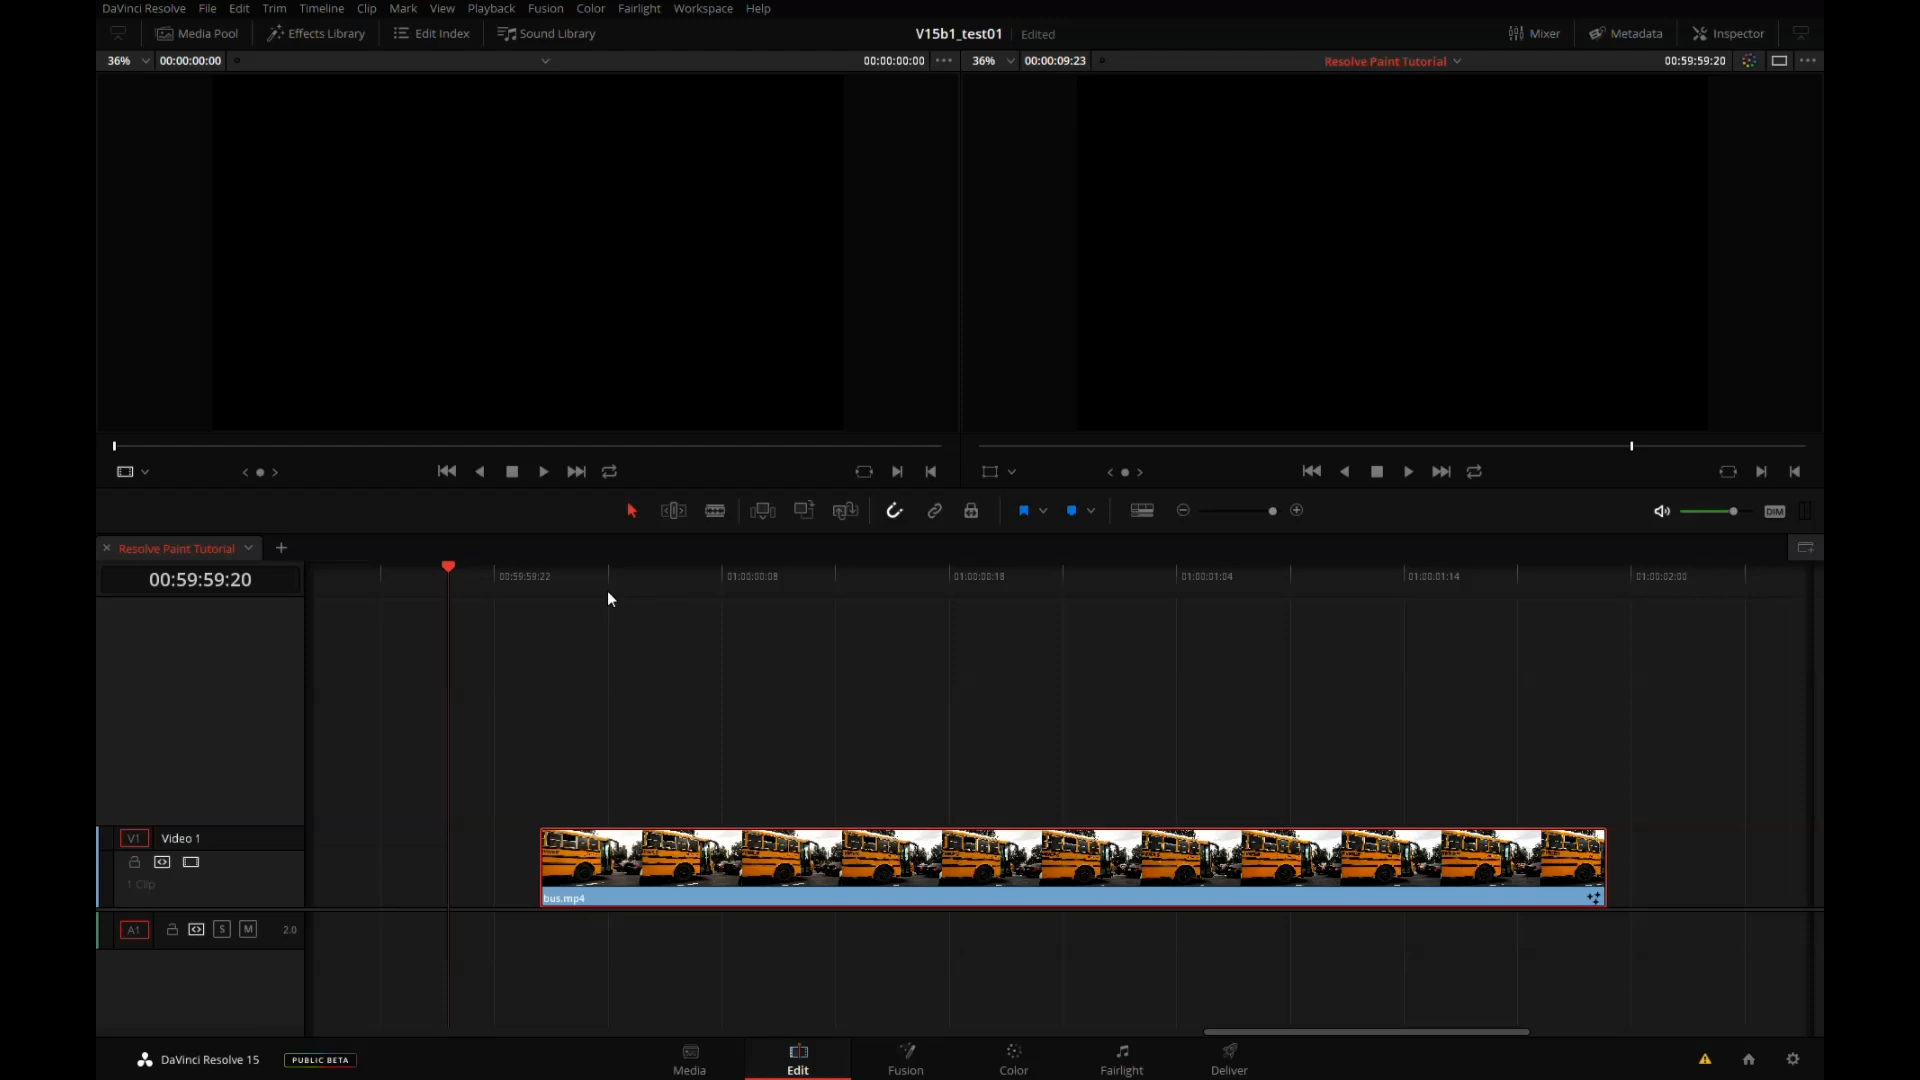 DaVinci Resolve File Edit Trim Timeline Clip Mark View Playback Fusion Color Fairlight Workspace Help
Media Pool Effects Library Edit Index Sound Library V15b1_test01 Edited Mixer Metadata Inspector
36% 00:00:00:00 00:00:00:00 36% 00:00:09:23 Resolve Paint Tutorial 00:59:59:20
DIM
Resolve Paint Tutorial
00:59:59:20 00:59:59:22 01:00:00:08 01:00:00:18 01:00:01:04 01:00:01:14 01:00:02:00
V1 Video 1
1 Clip
bus.mp4
A1 S M 2.0
DaVinci Resolve 15 PUBLIC BETA Media Edit Fusion Color Fairlight Deliver